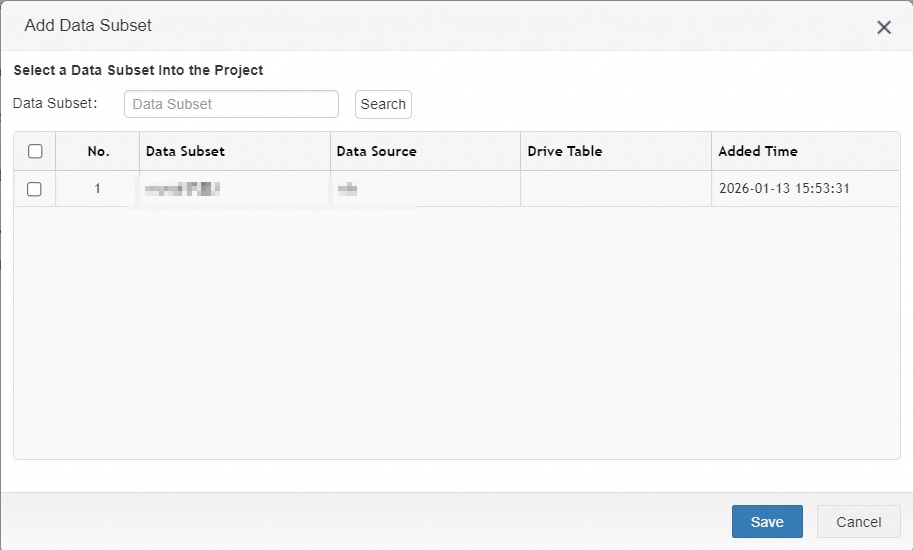 Add Data Subset
Select a Data Subset Into the Project
Data Subset: Data Subset Search
No. Data Subset Data Source Drive Table Added Time
1 2026-01-13 15:53:31
Save Cancel